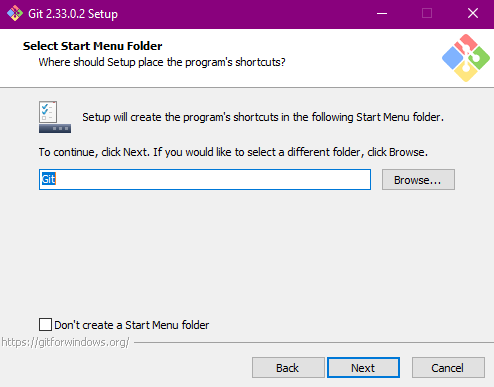 Git 2.33.0.2 Setup
Select Start Menu Folder
Where should Setup place the program's shortcuts?
Setup will create the program's shortcuts in the following Start Menu folder.
To continue, click Next. If you would like to select a different folder, click Browse.
Git
Browse...
Don't create a Start Menu folder
https://gitforwindows.org/
Back
Next
Cancel